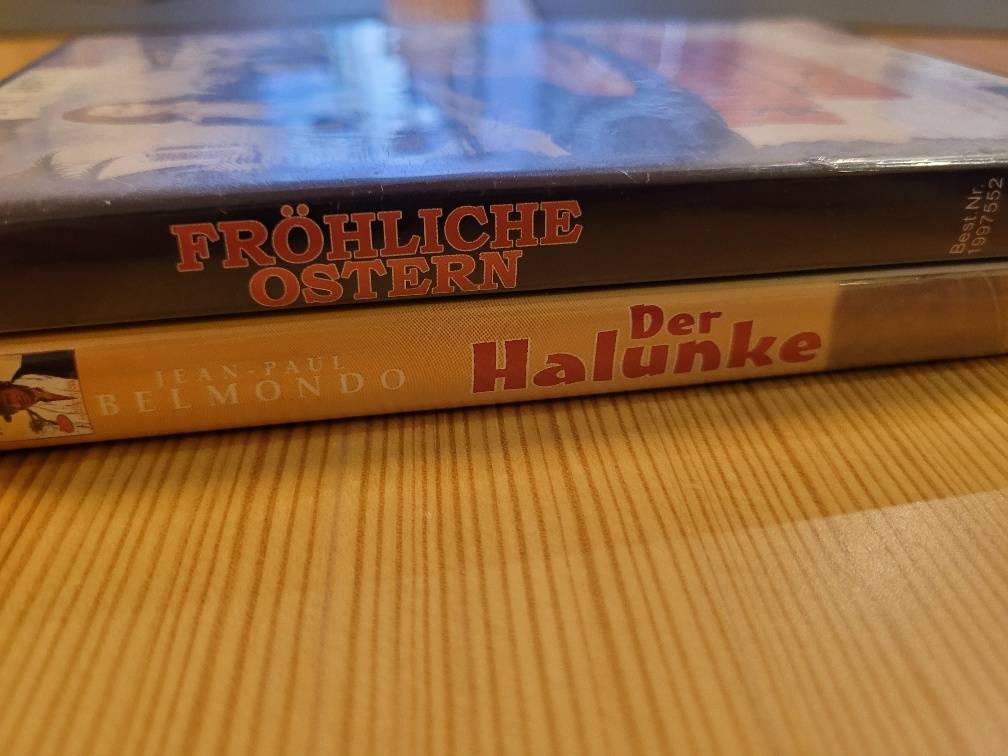 FRÖHLICHE
OSTERN
Best.Nr.
1997552
JEAN-PAUL
BELMONDO
Der
Halunke